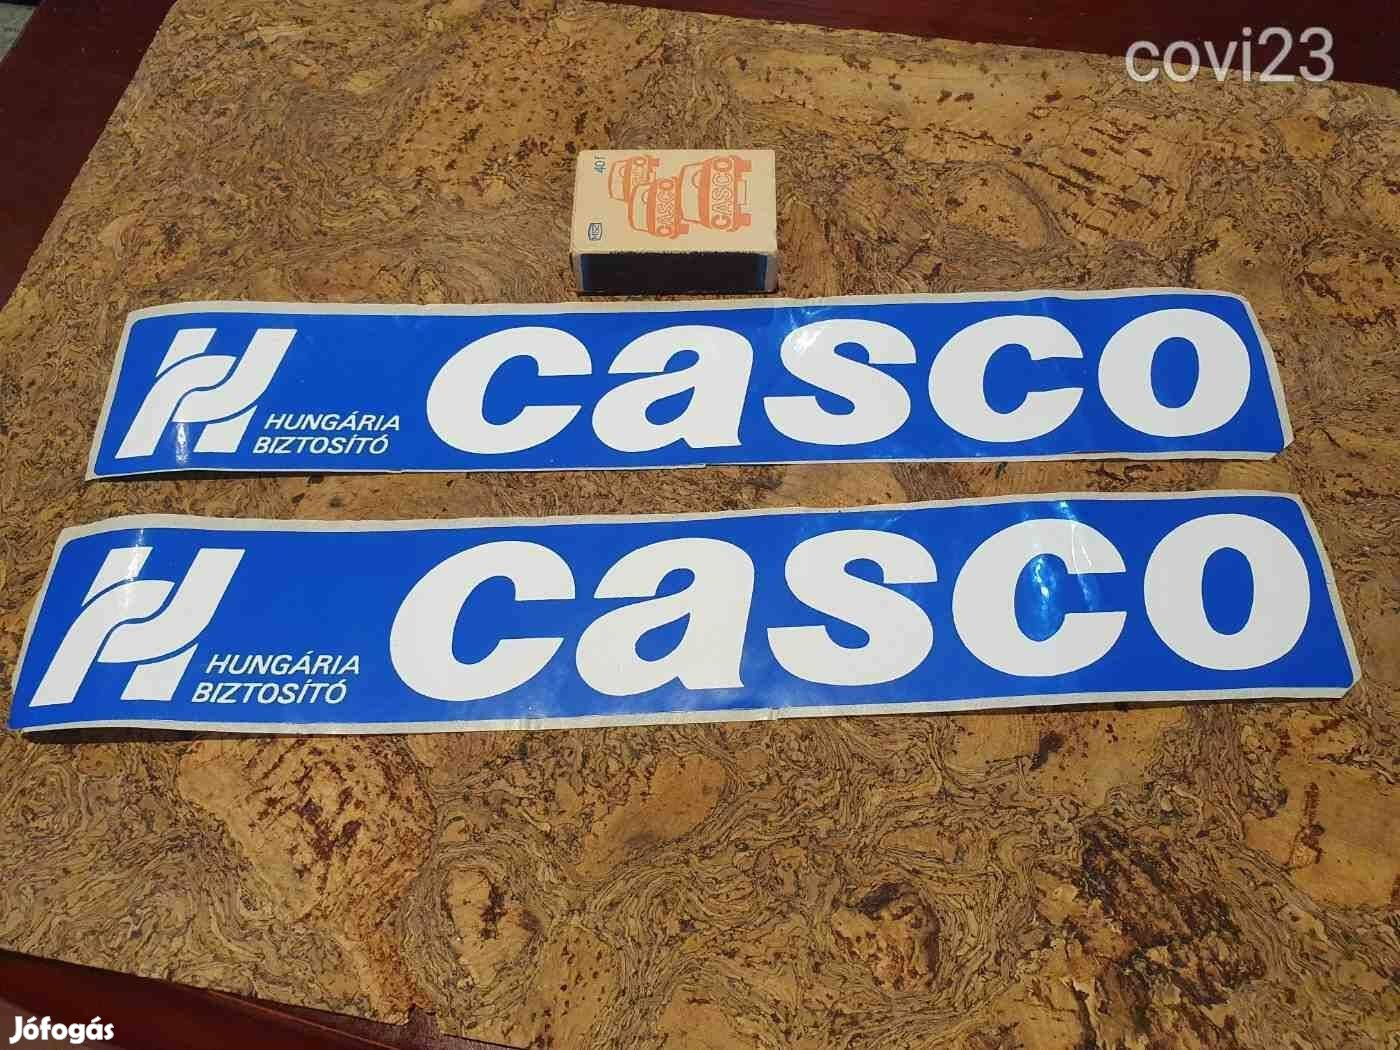 covi23
40 f
CASCO
CASCO
HUNGÁRIA
BIZTOSÍTÓ
casco
HUNGÁRIA
BIZTOSÍTÓ
casco
Jófogás